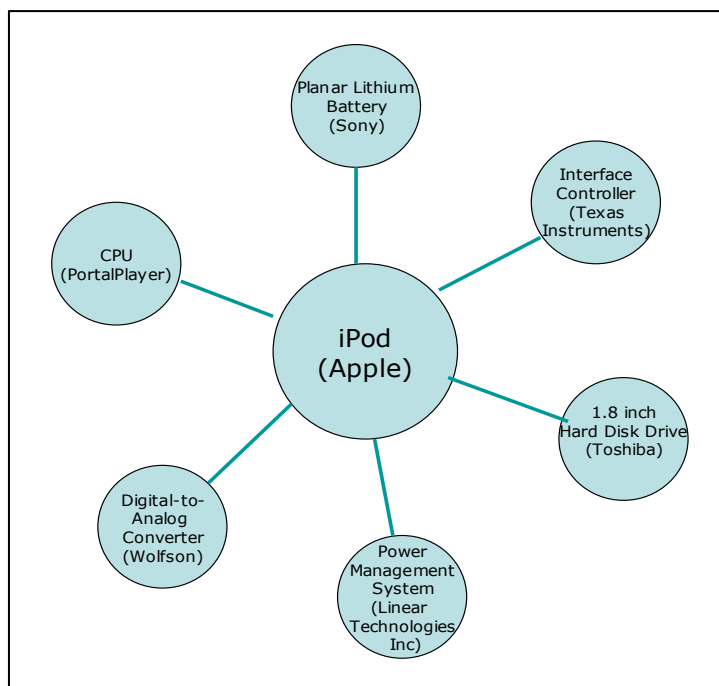 Planar Lithium
Battery
(Sony)
Interface
Controller
(Texas
Instruments)
CPU
(PortalPlayer)
iPod
(Apple)
1.8 inch
Hard Disk Drive
(Toshiba)
Digital-to-
Analog
Converter
(Wolfson)
Power
Management
System
(Linear
Technologies
Inc)